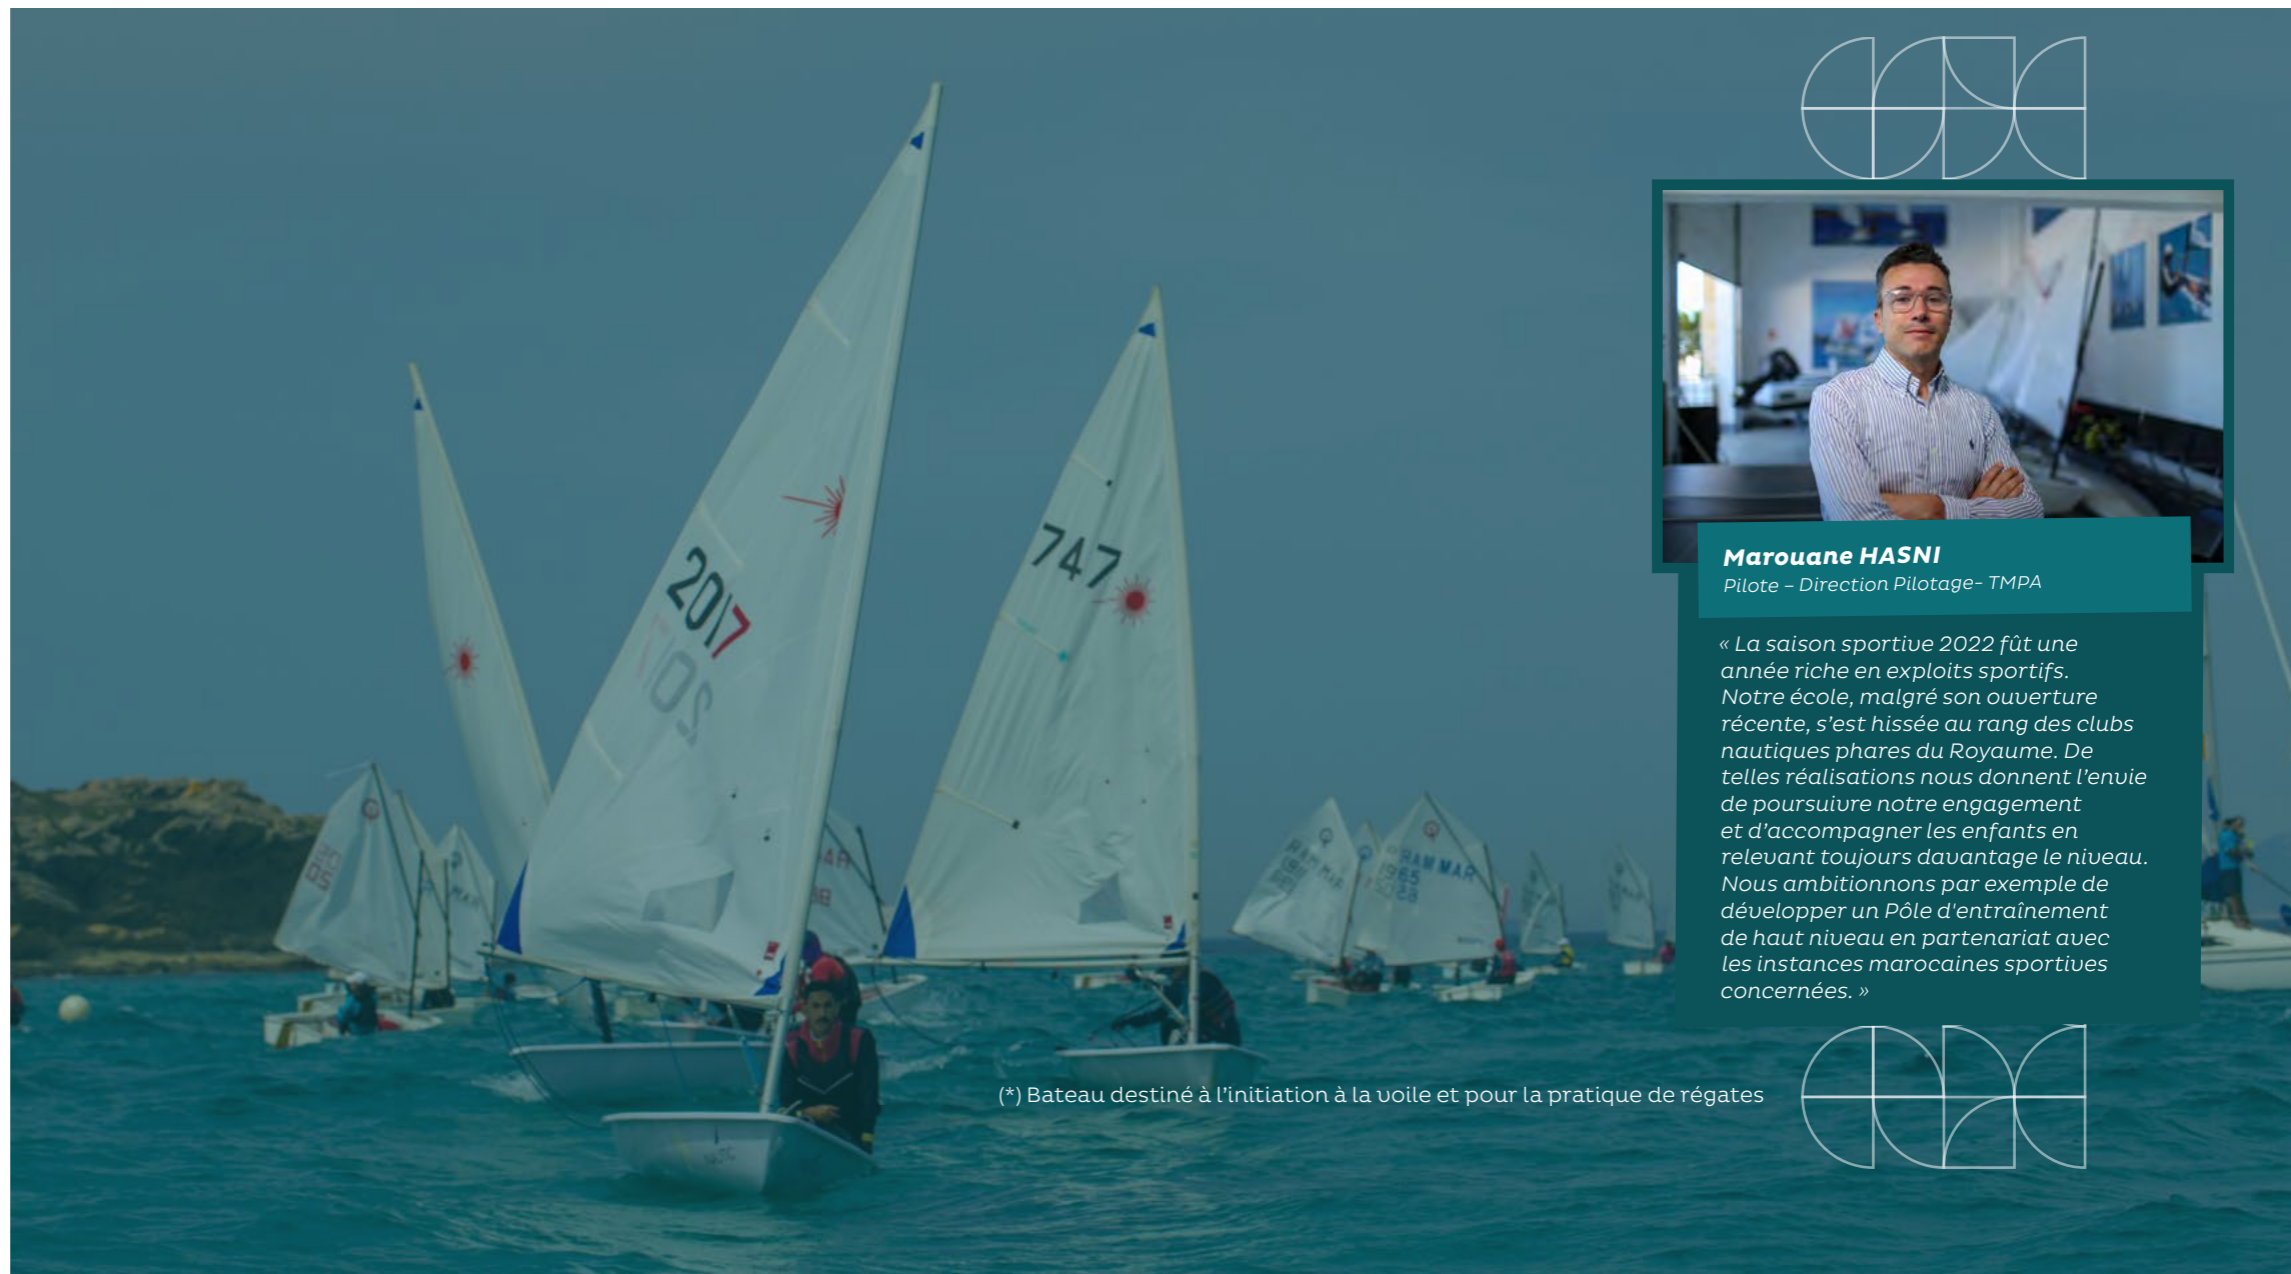 2017
747
Marouane HASNI
Pilote – Direction Pilotage- TMPA
« La saison sportive 2022 fût une
année riche en exploits sportifs.
Notre école, malgré son ouverture
récente, s’est hissée au rang des clubs
nautiques phares du Royaume. De
telles réalisations nous donnent l’envie
de poursuivre notre engagement
et d’accompagner les enfants en
relevant toujours davantage le niveau.
Nous ambitionnons par exemple de
développer un Pôle d'entraînement
de haut niveau en partenariat avec
les instances marocaines sportives
concernées. »
(*) Bateau destiné à l’initiation à la voile et pour la pratique de régates